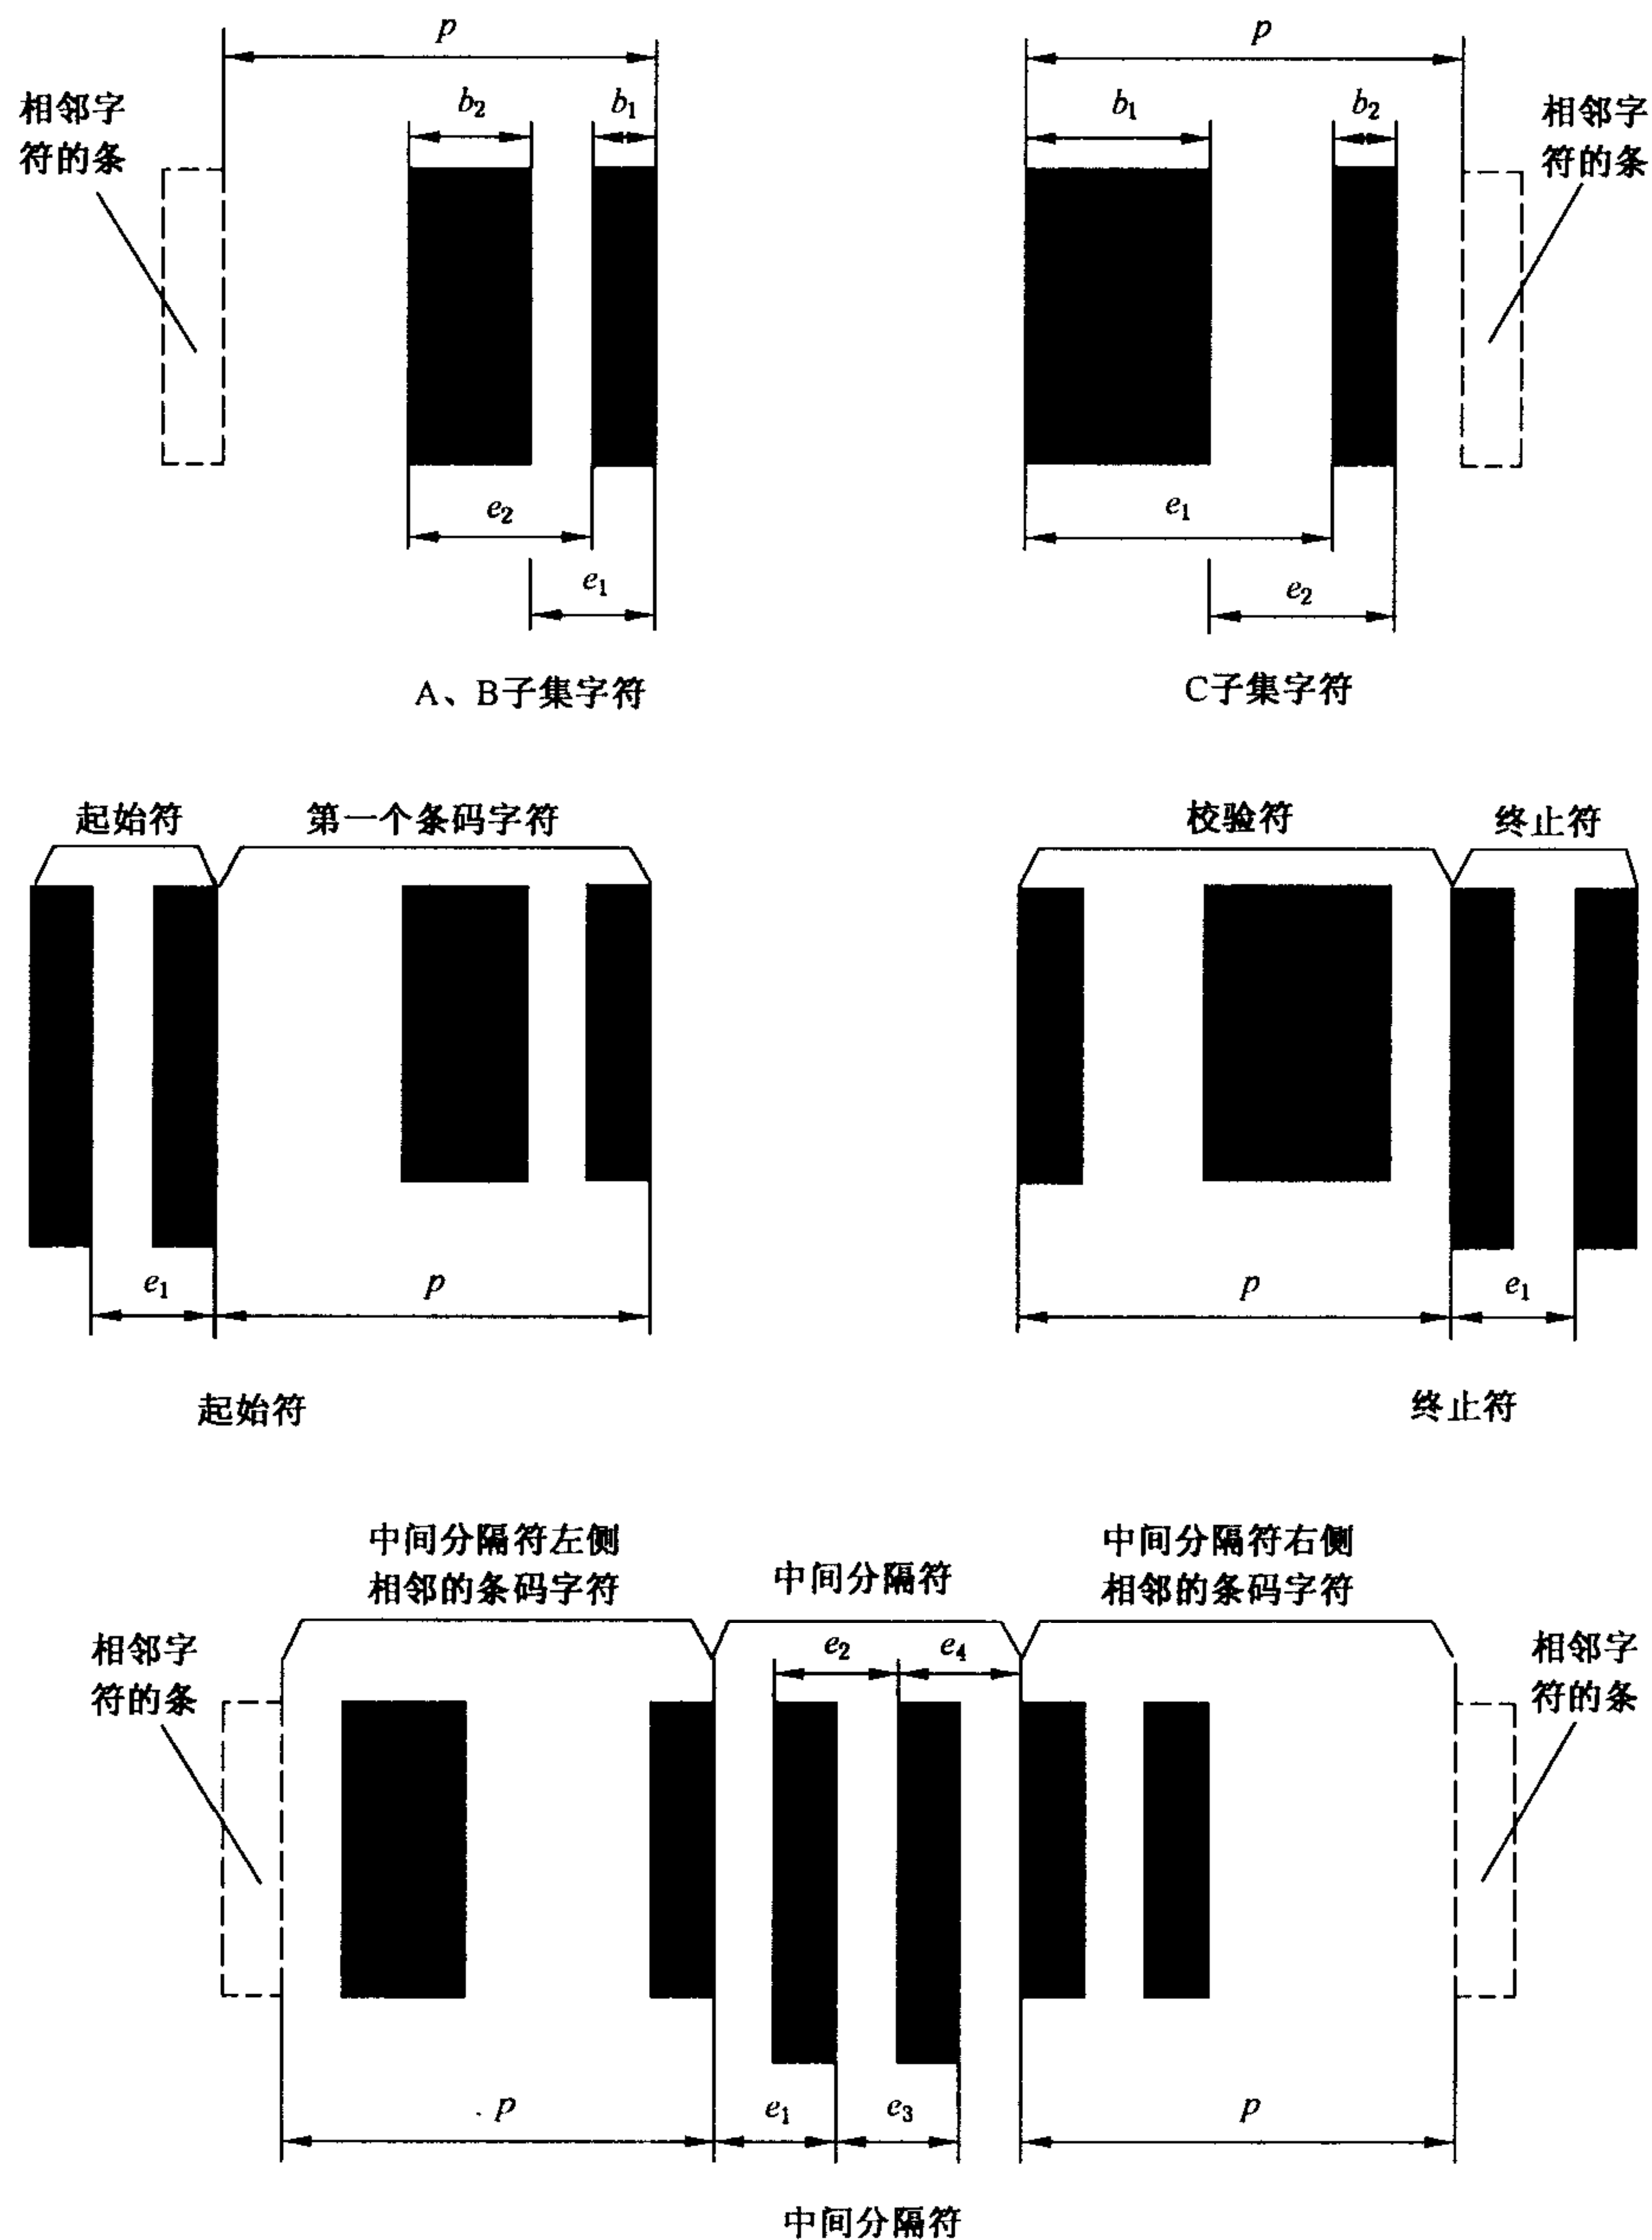 p
p
相邻字
符的条
b₂
b₁
b₁
b₂
相邻字
符的条
e₂
e₁
e₁
e₂
A、B子集字符
C子集字符
起始符
第一个条码字符
校验符
终止符
e₁
p
p
e₁
起始符
终止符
中间分隔符左侧
相邻的条码字符
中间分隔符
中间分隔符右侧
相邻的条码字符
相邻字
符的条
e₂
e₄
相邻字
符的条
p
e₁
e₃
p
中间分隔符